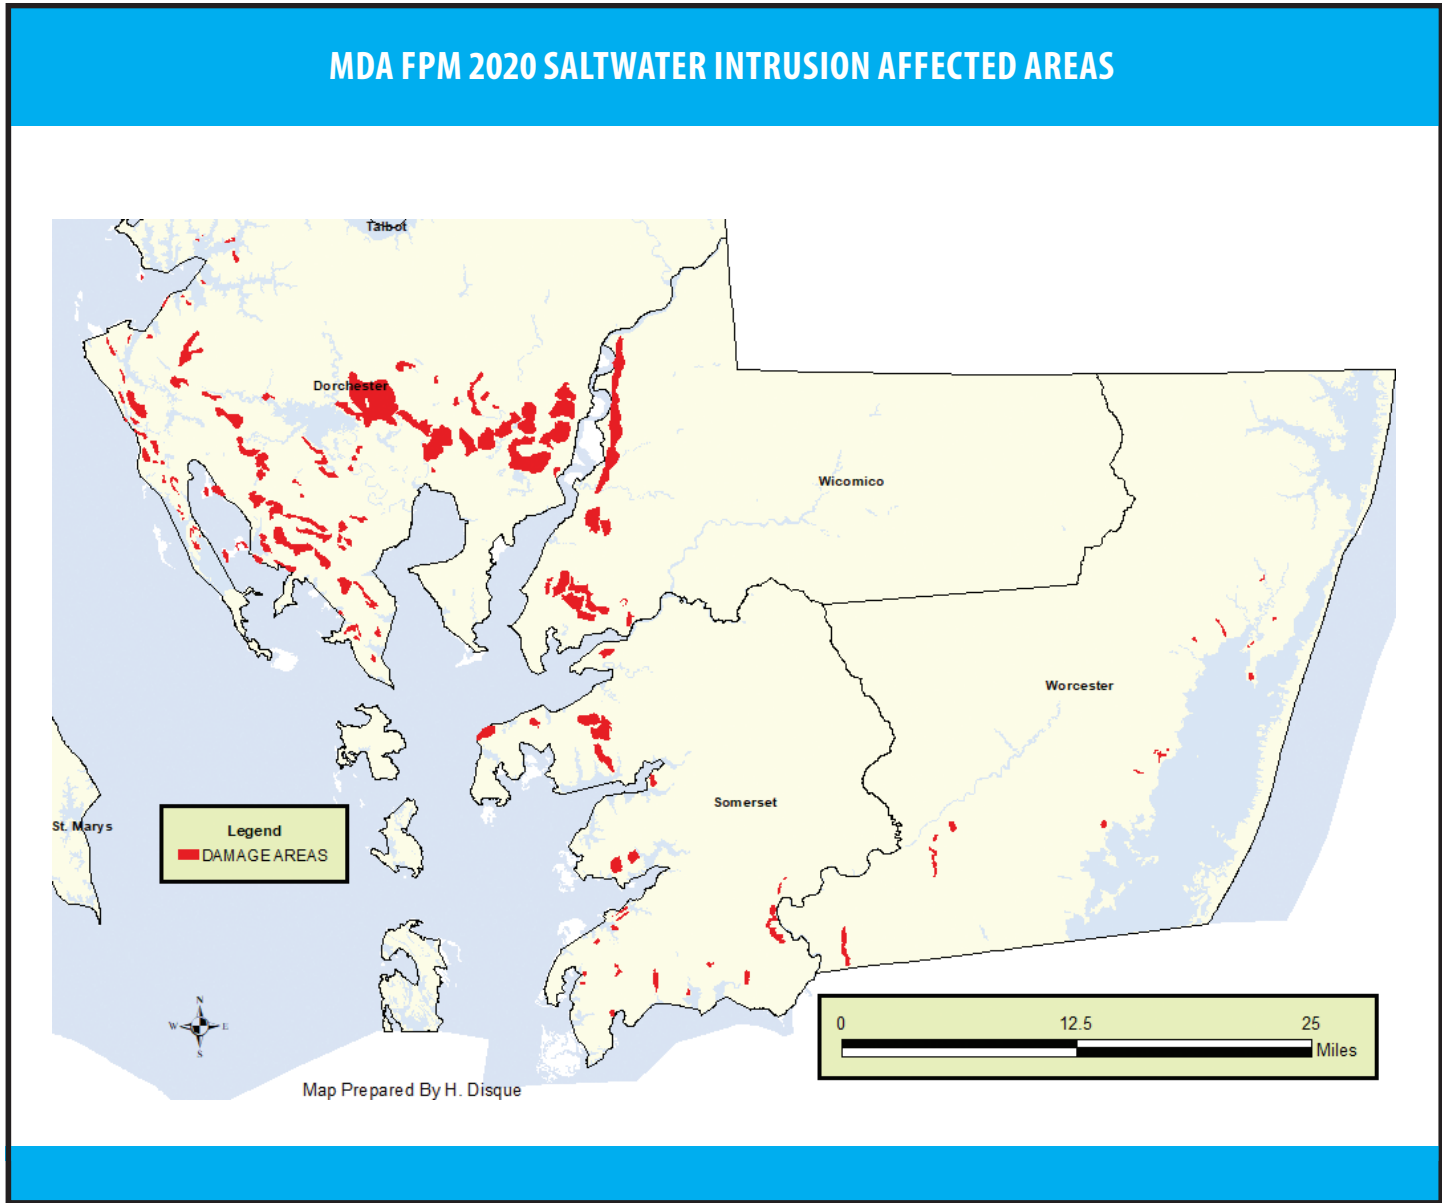 MDA FPM 2020 SALTWATER INTRUSION AFFECTED AREAS
Talbot
Dorchester
Wicomico
Worcester
Somerset
St. Marys
Legend
DAMAGE AREAS
N
W E
S
0 12.5 25
Miles
Map Prepared By H. Disque